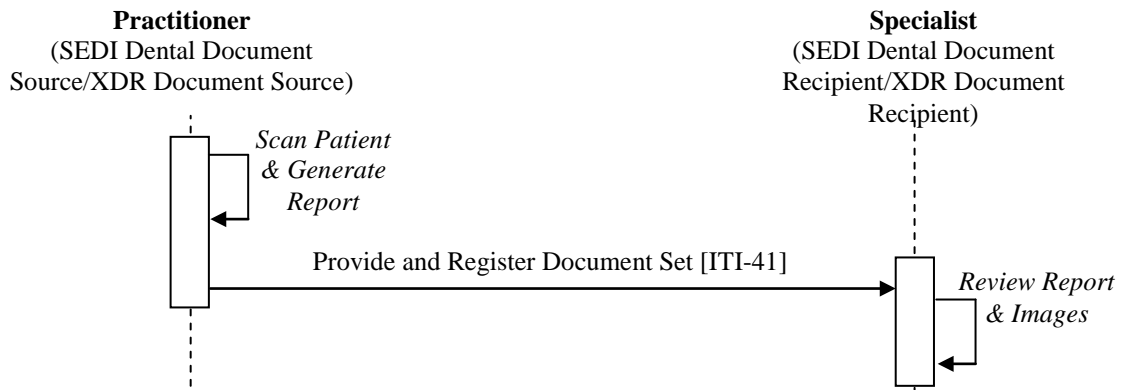 Practitioner
(SEDI Dental Document
Source/XDR Document Source)
Specialist
(SEDI Dental Document
Recipient/XDR Document
Recipient)
Scan Patient
& Generate
Report
Provide and Register Document Set [ITI-41]
Review Report
& Images